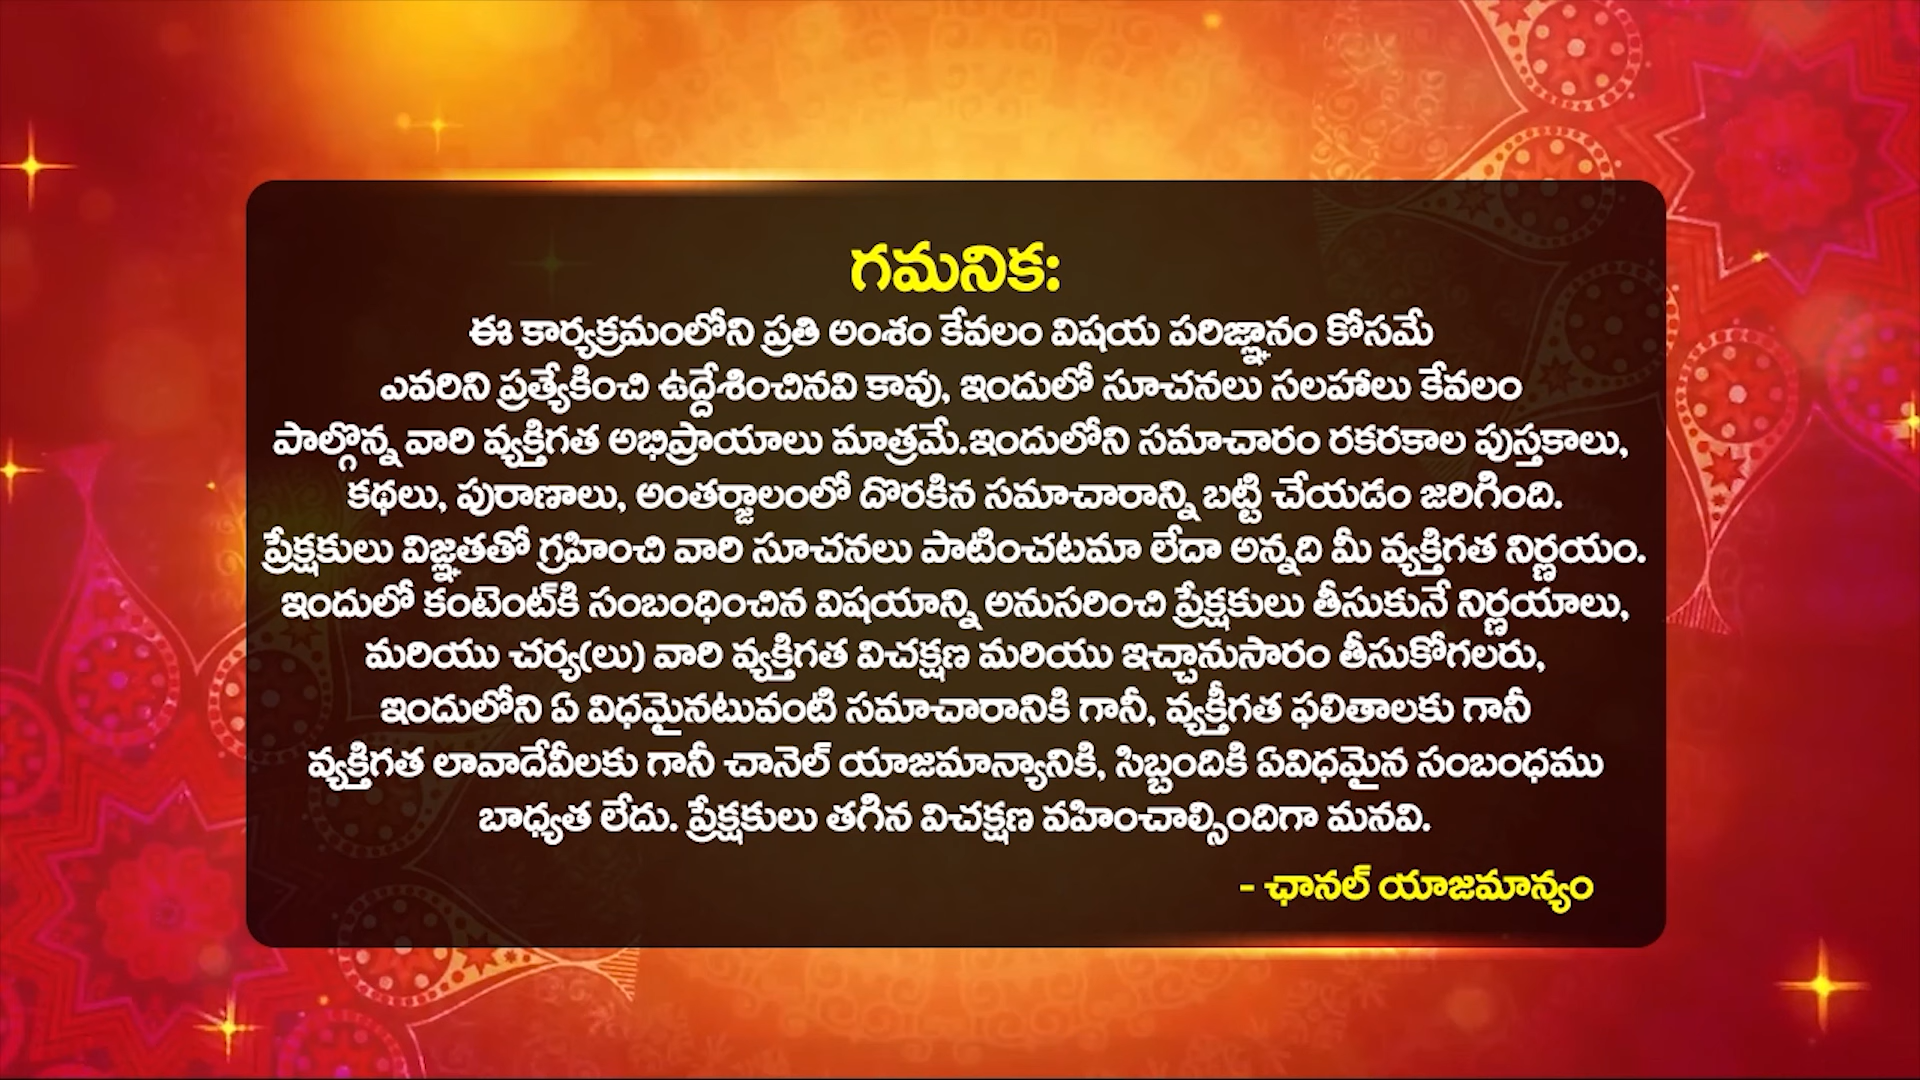 గమనిక:
ఈ కార్యక్రమంలోని ప్రతి అంశం కేవలం విషయ పరిజ్ఞానం కోసమే
ఎవరిని ప్రత్యేకించి ఉద్దేశించినవి కావు, ఇందులో సూచనలు సలహాలు కేవలం
పాల్గొన్న వారి వ్యక్తిగత అభిప్రాయాలు మాత్రమే.ఇందులోని సమాచారం రకరకాల పుస్తకాలు,
కథలు, పురాణాలు, అంతర్జాలంలో దొరకిన సమాచారాన్ని బట్టి చేయడం జరిగింది.
ప్రేక్షకులు విజ్ఞతతో గ్రహించి వారి సూచనలు పాటించటమా లేదా అన్నది మీ వ్యక్తిగత నిర్ణయం.
ఇందులో కంటెంట్‌కి సంబంధించిన విషయాన్ని అనుసరించి ప్రేక్షకులు తీసుకునే నిర్ణయాలు,
మరియు చర్య(లు) వారి వ్యక్తిగత విచక్షణ మరియు ఇచ్చానుసారం తీసుకోగలరు,
ఇందులోని ఏ విధమైనటువంటి సమాచారానికి గానీ, వ్యక్తీగత ఫలితాలకు గానీ
వ్యక్తిగత లావాదేవీలకు గానీ చానెల్ యాజమాన్యానికి, సిబ్బందికి ఏవిధమైన సంబంధము
బాధ్యత లేదు. ప్రేక్షకులు తగిన విచక్షణ వహించాల్సిందిగా మనవి.
- ఛానల్ యాజమాన్యం